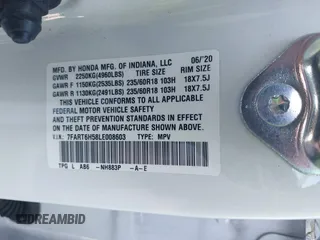 MFD. BY HONDA MFG. OF INDIANA, LLC 06/20
GVWR 2250KG(4960LBS) TIRE SIZE RIM SIZE
GAWR F 1150KG(2535LBS) 235/60R18 103H 18X7.5J
GAWR R 1130KG(2491LBS) 235/60R18 103H 18X7.5J
THIS VEHICLE CONFORMS TO ALL APPLICABLE
FEDERAL MOTOR VEHICLE SAFETY AND
THEFT PREVENTION STANDARDS IN EFFECT ON
THE DATE OF MANUFACTURE SHOWN ABOVE.
V.I.N: 7FART6H58LE008603 TYPE: MPV
TPG L AB6 -NH883P -A-E
CREAMBID